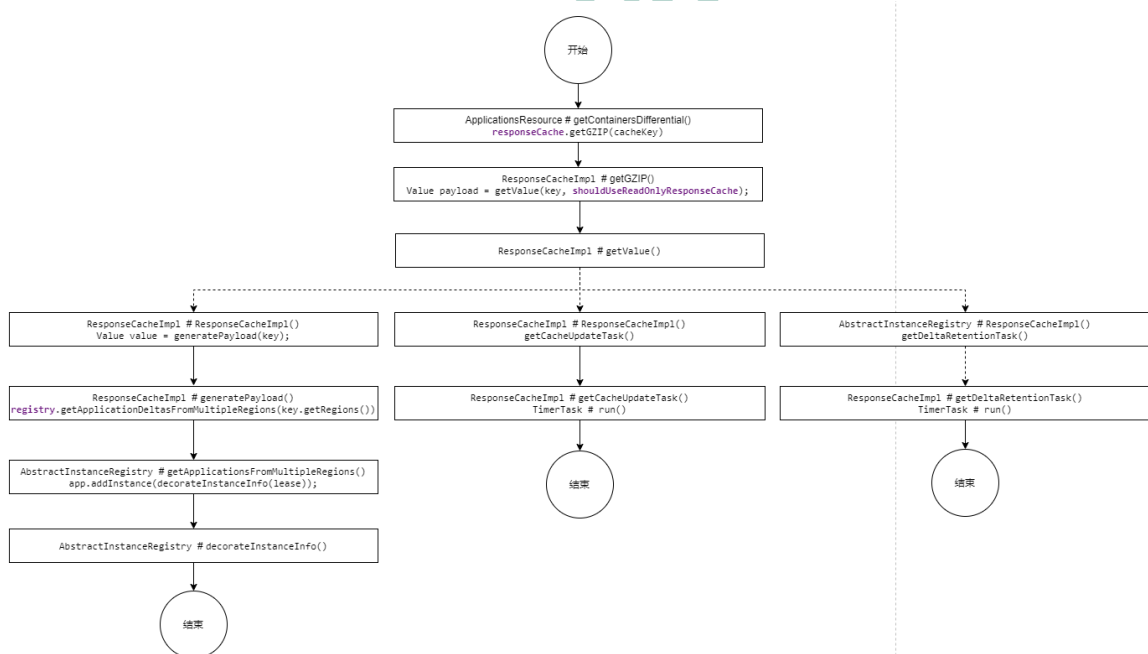 开始
ApplicationsResource # getContainersDifferential()
responseCache.getGZIP(cacheKey)
ResponseCacheImpl # getGZIP()
Value payload = getValue(key, shouldUseReadOnlyResponseCache);
ResponseCacheImpl # getValue()
ResponseCacheImpl # ResponseCacheImpl()
Value value = generatePayload(key);
ResponseCacheImpl # generatePayload()
registry.getApplicationDeltasFromMultipleRegions(key.getRegions())
AbstractInstanceRegistry # getApplicationsFromMultipleRegions()
app.addInstance(decorateInstanceInfo(lease));
AbstractInstanceRegistry # decorateInstanceInfo()
结束
ResponseCacheImpl # ResponseCacheImpl()
getCacheUpdateTask()
ResponseCacheImpl # getCacheUpdateTask()
TimerTask # run()
结束
AbstractInstanceRegistry # ResponseCacheImpl()
getDeltaRetentionTask()
ResponseCacheImpl # getDeltaRetentionTask()
TimerTask # run()
结束